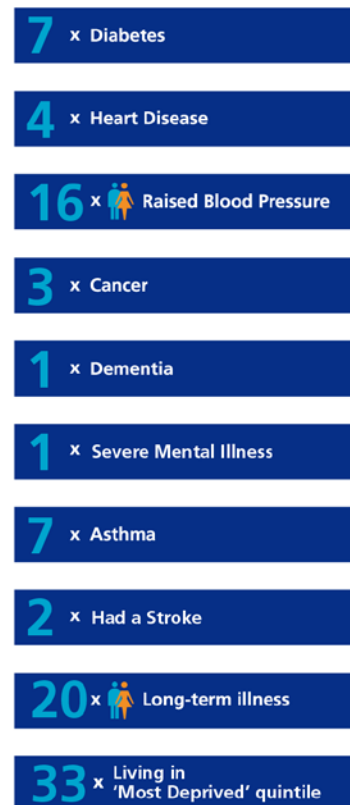 7 x Diabetes
4 x Heart Disease
16 x Raised Blood Pressure
3 x Cancer
1 x Dementia
1 x Severe Mental Illness
7 x Asthma
2 x Had a Stroke
20 x Long-term illness
33 x Living in
'Most Deprived' quintile